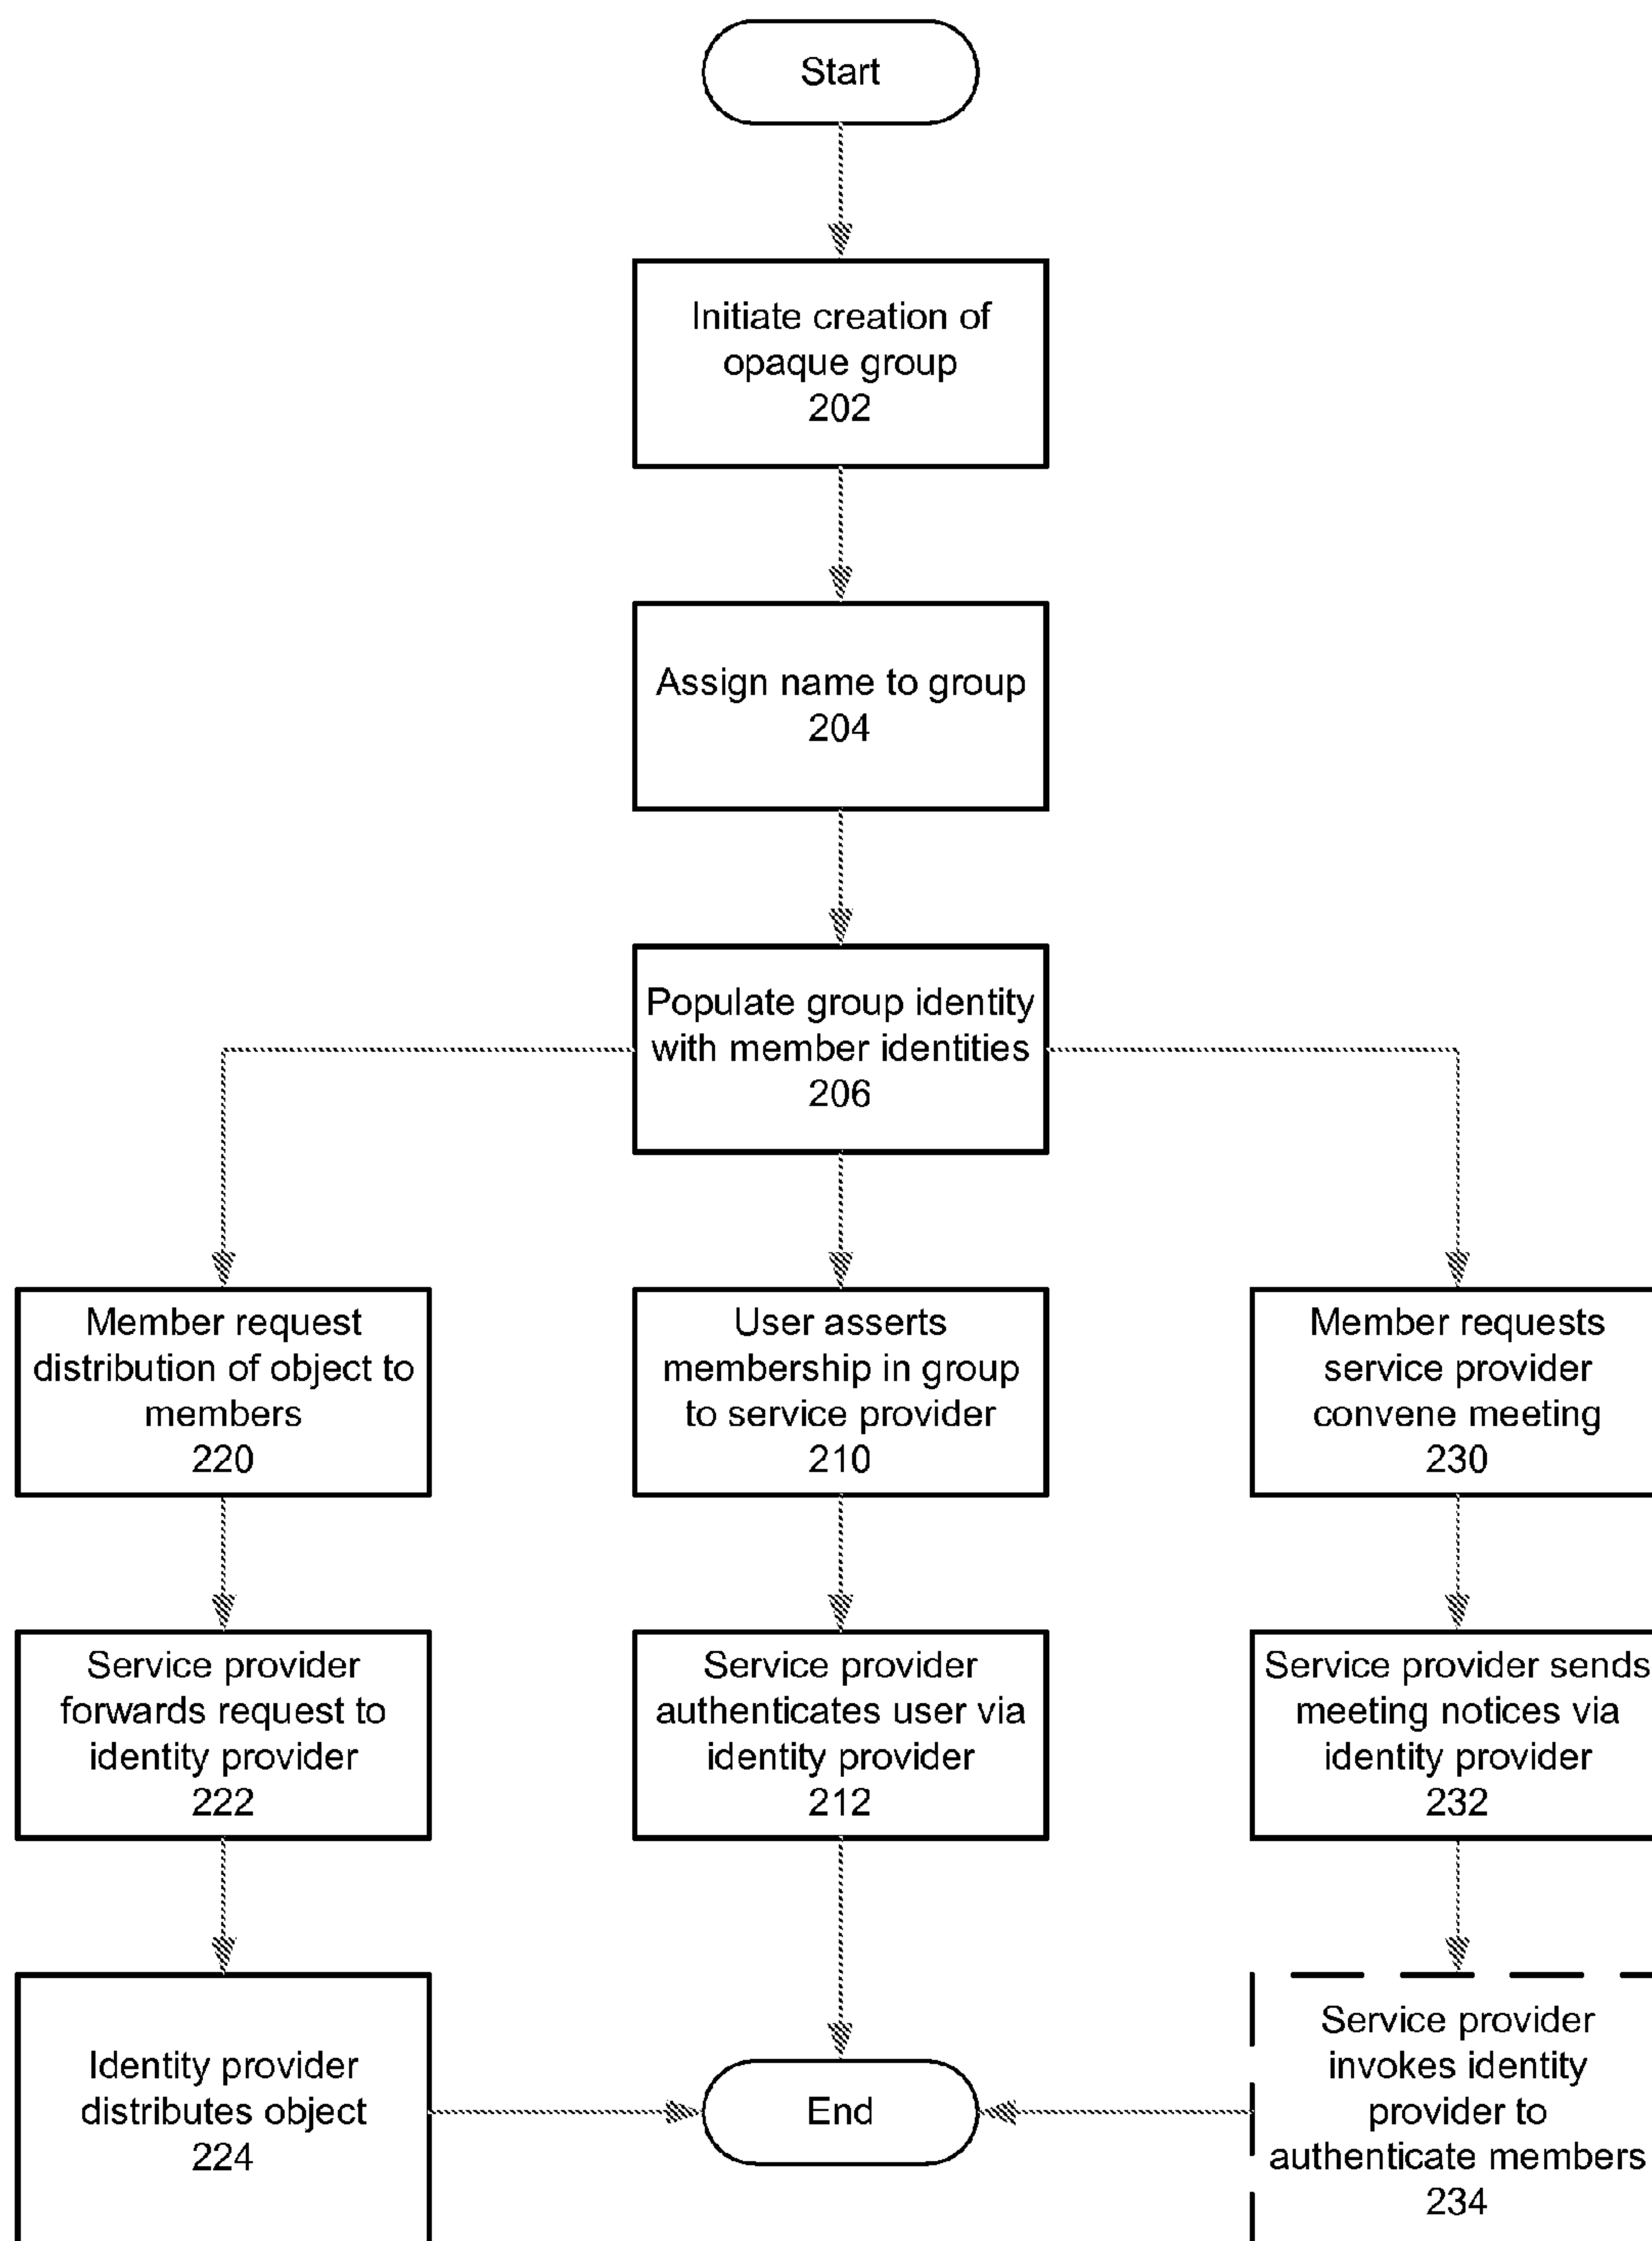 Start
Initiate creation of
opaque group
202
Assign name to group
204
Populate group identity
with member identities
206
Member request
distribution of object to
members
220
User asserts
membership in group
to service provider
210
Member requests
service provider
convene meeting
230
Service provider
forwards request to
identity provider
222
Service provider
authenticates user via
identity provider
212
Service provider sends
meeting notices via
identity provider
232
Identity provider
distributes object
224
End
Service provider
invokes identity
provider to
authenticate members
234